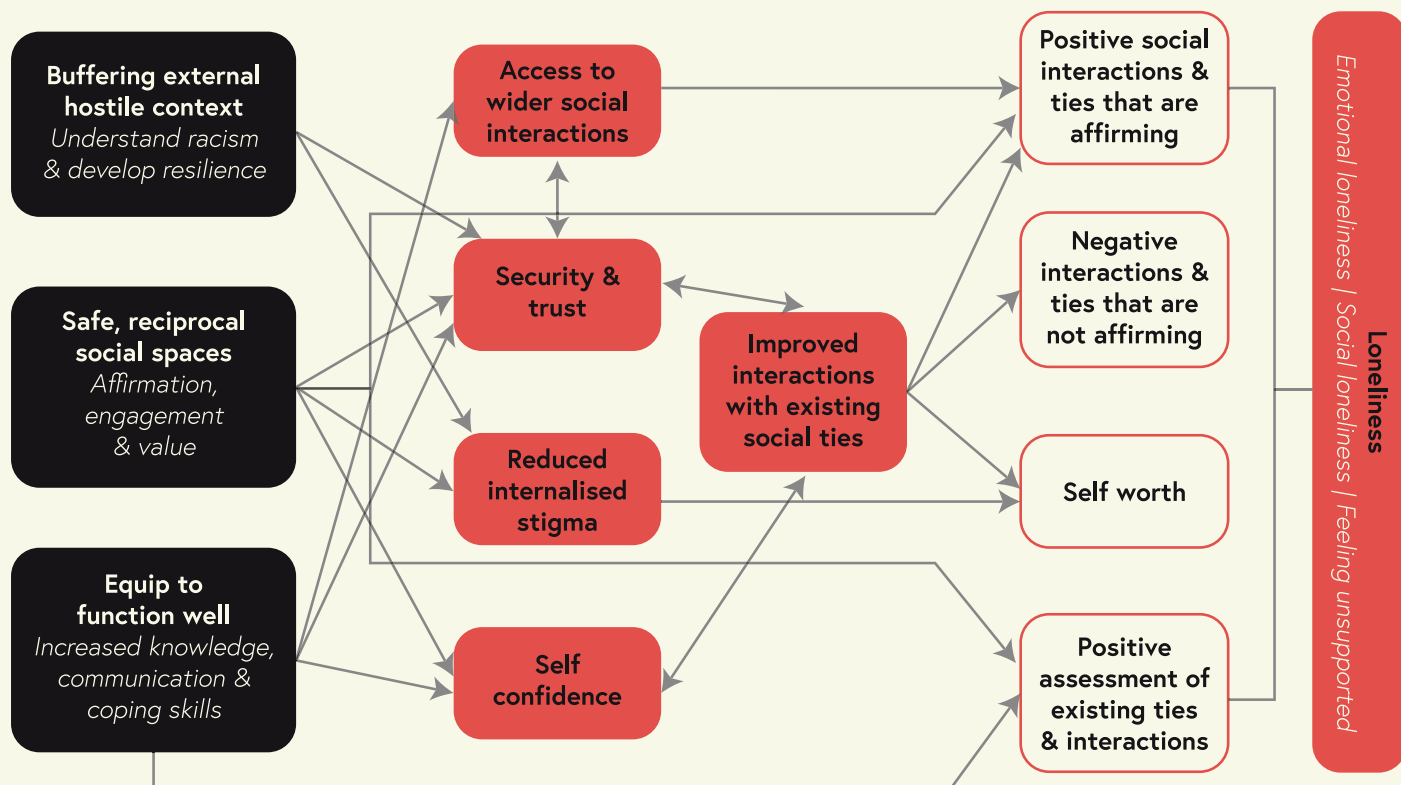 Buffering external
hostile context
Understand racism
& develop resilience
Safe, reciprocal
social spaces
Affirmation,
engagement
& value
Equip to
function well
Increased knowledge,
communication &
coping skills
Access to
wider social
interactions
Security &
trust
Reduced
internalised
stigma
Self
confidence
Improved
interactions
with existing
social ties
Positive social
interactions &
ties that are
affirming
Negative
interactions &
ties that are
not affirming
Self worth
Positive
assessment of
existing ties
& interactions
Loneliness
Emotional loneliness | Social loneliness | Feeling unsupported